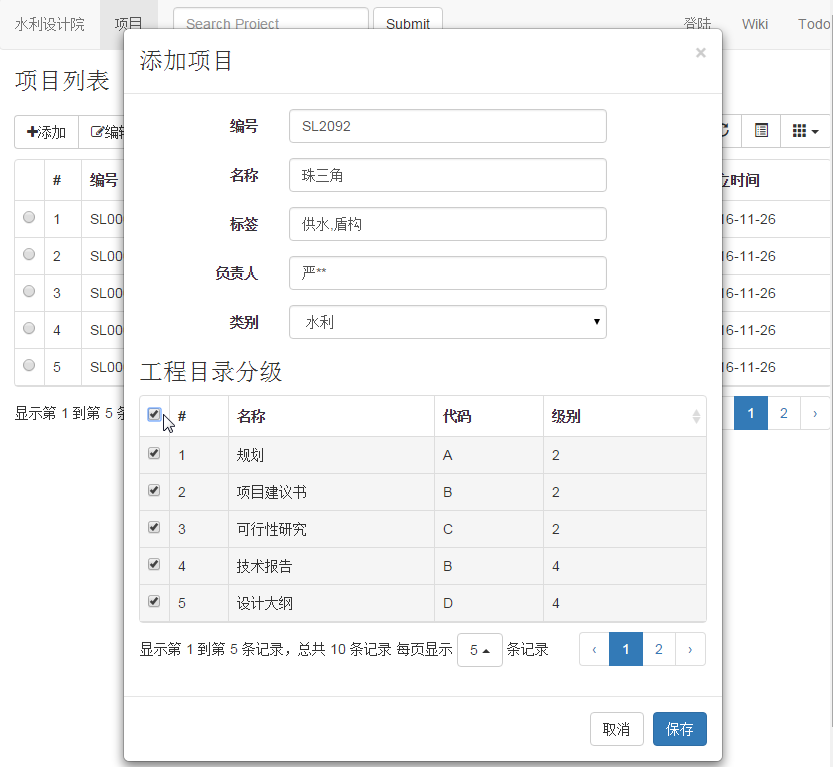 水利设计院 项目 Search Project Submit 登陆 Wiki Todo
添加项目 ×
项目列表
编号 SL2092
添加
名称 珠三角
# 编号
标签 供水,盾构
1 SL00 16-11-26
2 SL00 16-11-26
负责人 严**
3 SL00 16-11-26
类别 水利
4 SL00 16-11-26
5 SL00 16-11-26
工程目录分级
显示第 1 到第 5 1 2 ›
# 名称 代码 级别
1 规划 A 2
2 项目建议书 B 2
3 可行性研究 C 2
4 技术报告 B 4
5 设计大纲 D 4
显示第 1 到第 5 条记录，总共 10 条记录 每页显示 5 条记录 ‹ 1 2 ›
取消 保存